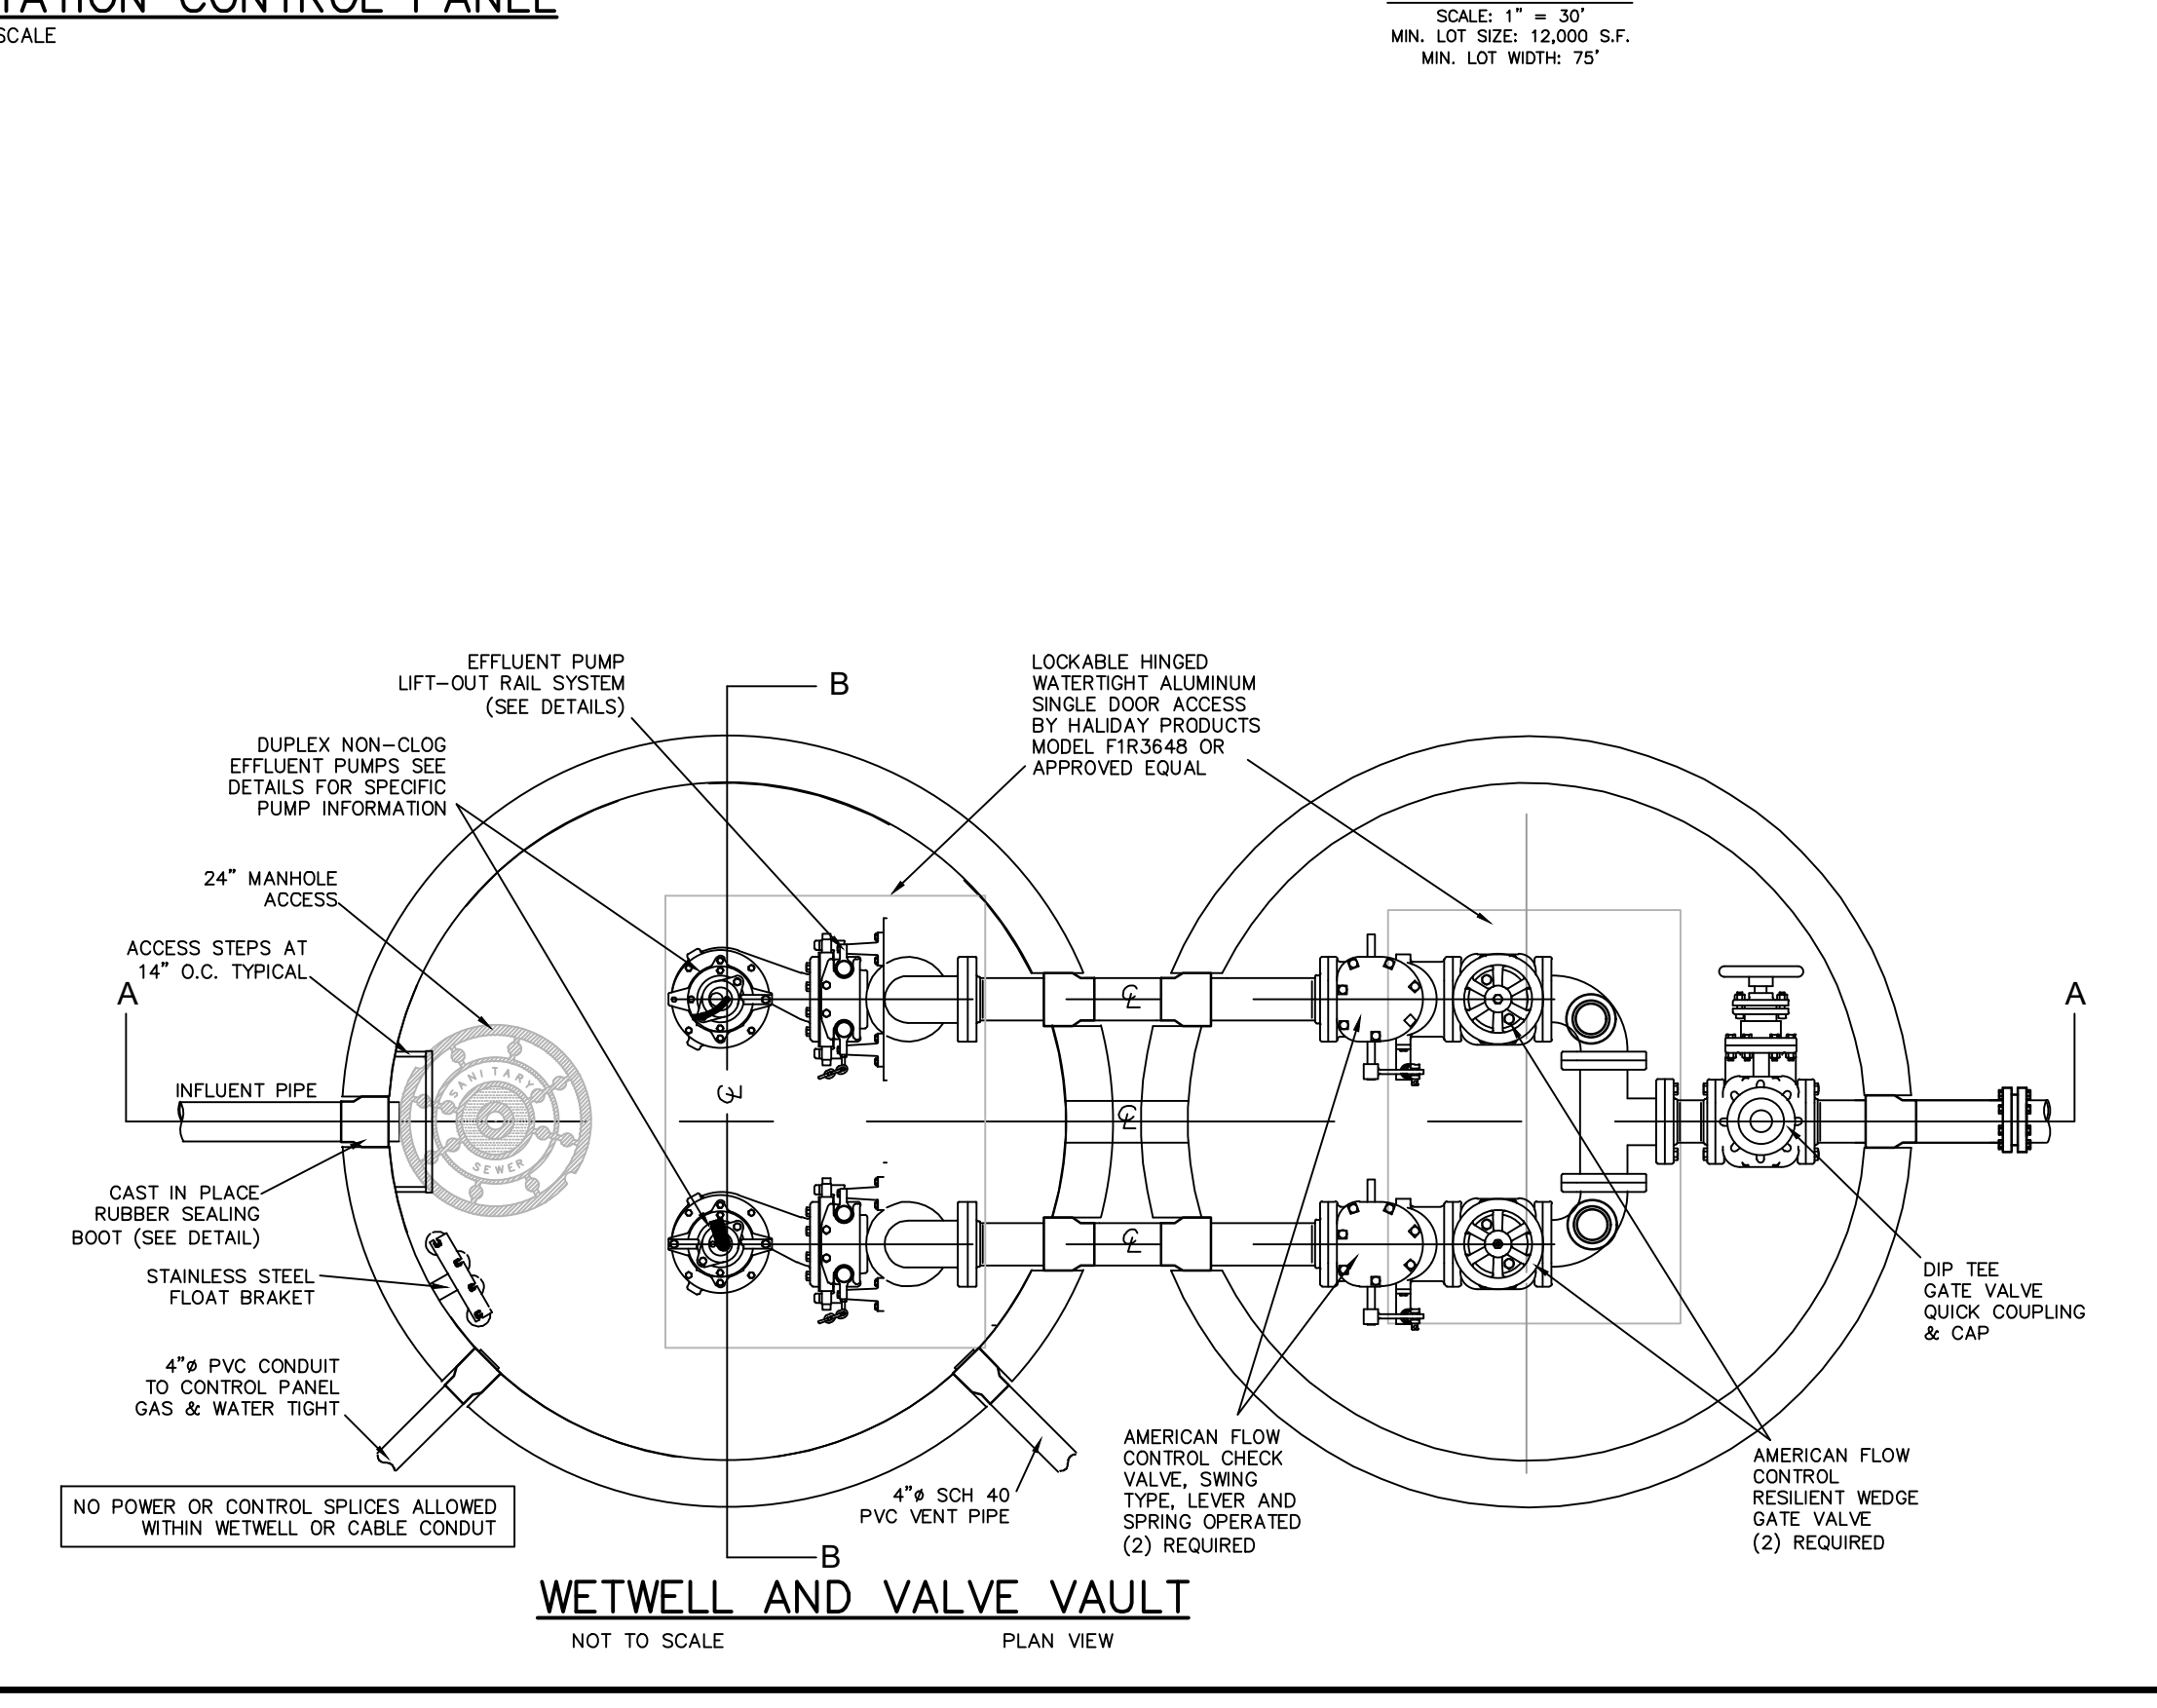 TATION CONTROL PANEL
SCALE
SCALE: 1" = 30'
MIN. LOT SIZE: 12,000 S.F.
MIN. LOT WIDTH: 75'
EFFLUENT PUMP
LIFT-OUT RAIL SYSTEM
(SEE DETAILS)
B
LOCKABLE HINGED
WATERTIGHT ALUMINUM
SINGLE DOOR ACCESS
BY HALIDAY PRODUCTS
MODEL F1R3648 OR
APPROVED EQUAL
DUPLEX NON-CLOG
EFFLUENT PUMPS SEE
DETAILS FOR SPECIFIC
PUMP INFORMATION
24" MANHOLE
ACCESS
ACCESS STEPS AT
14" O.C. TYPICAL
A
A
INFLUENT PIPE
SANITARY
SEWER
℄
℄
℄
℄
CAST IN PLACE
RUBBER SEALING
BOOT (SEE DETAIL)
STAINLESS STEEL
FLOAT BRAKET
4"ø PVC CONDUIT
TO CONTROL PANEL
GAS & WATER TIGHT
NO POWER OR CONTROL SPLICES ALLOWED
WITHIN WETWELL OR CABLE CONDUT
4"ø SCH 40
PVC VENT PIPE
AMERICAN FLOW
CONTROL CHECK
VALVE, SWING
TYPE, LEVER AND
SPRING OPERATED
(2) REQUIRED
DIP TEE
GATE VALVE
QUICK COUPLING
& CAP
AMERICAN FLOW
CONTROL
RESILIENT WEDGE
GATE VALVE
(2) REQUIRED
B
WETWELL AND VALVE VAULT
NOT TO SCALE
PLAN VIEW